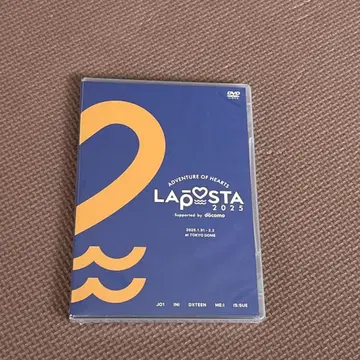 DVD
ADVENTURE OF HEARTS
LAPOSTA
2025
Supported by docomo
2025.1.31 - 2.2
at TOKYO DOME
JO1 INI DXTEEN ME:I IS:SUE